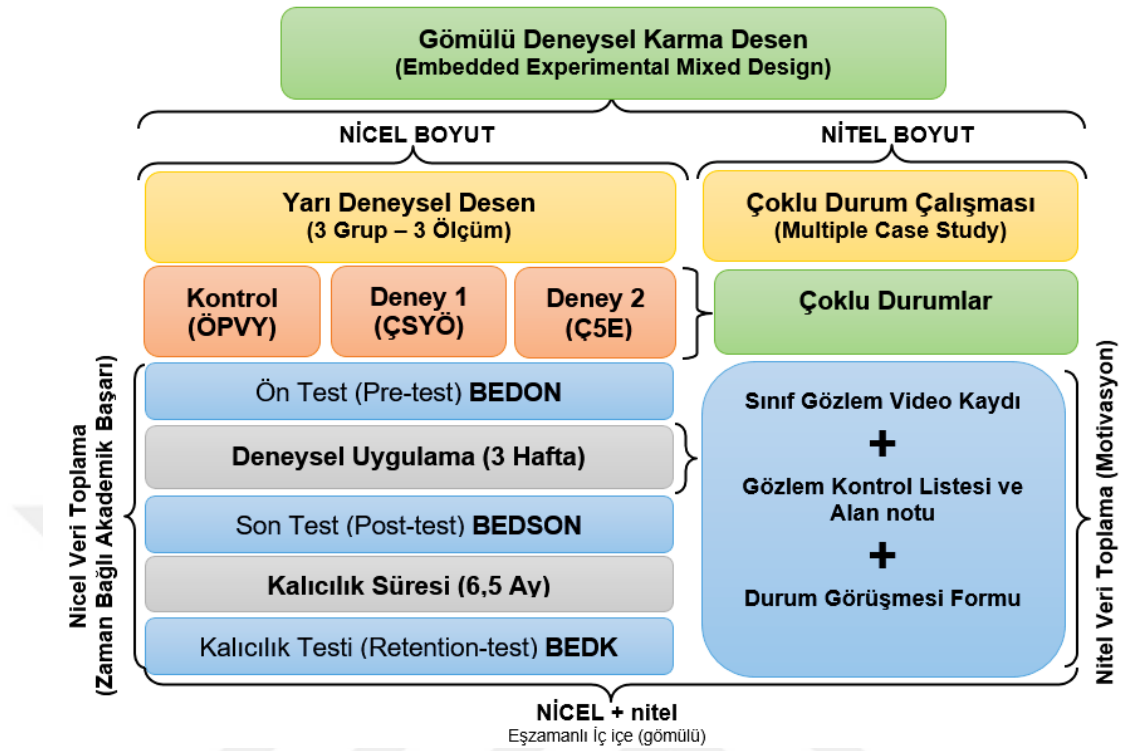 Gömülü Deneysel Karma Desen
(Embedded Experimental Mixed Design)
NİCEL BOYUT
NİTEL BOYUT
Yarı Deneysel Desen
(3 Grup – 3 Ölçüm)
Çoklu Durum Çalışması
(Multiple Case Study)
Kontrol
(ÖPVY)
Deney 1
(ÇSYÖ)
Deney 2
(Ç5E)
Çoklu Durumlar
Nicel Veri Toplama
(Zaman Bağlı Akademik Başarı)
Ön Test (Pre-test) BEDON
Deneysel Uygulama (3 Hafta)
Son Test (Post-test) BEDSON
Kalıcılık Süresi (6,5 Ay)
Kalıcılık Testi (Retention-test) BEDK
Sınıf Gözlem Video Kaydı
+
Gözlem Kontrol Listesi ve
Alan notu
+
Durum Görüşmesi Formu
Nitel Veri Toplama (Motivasyon)
NİCEL + nitel
Eşzamanlı İç içe (gömülü)